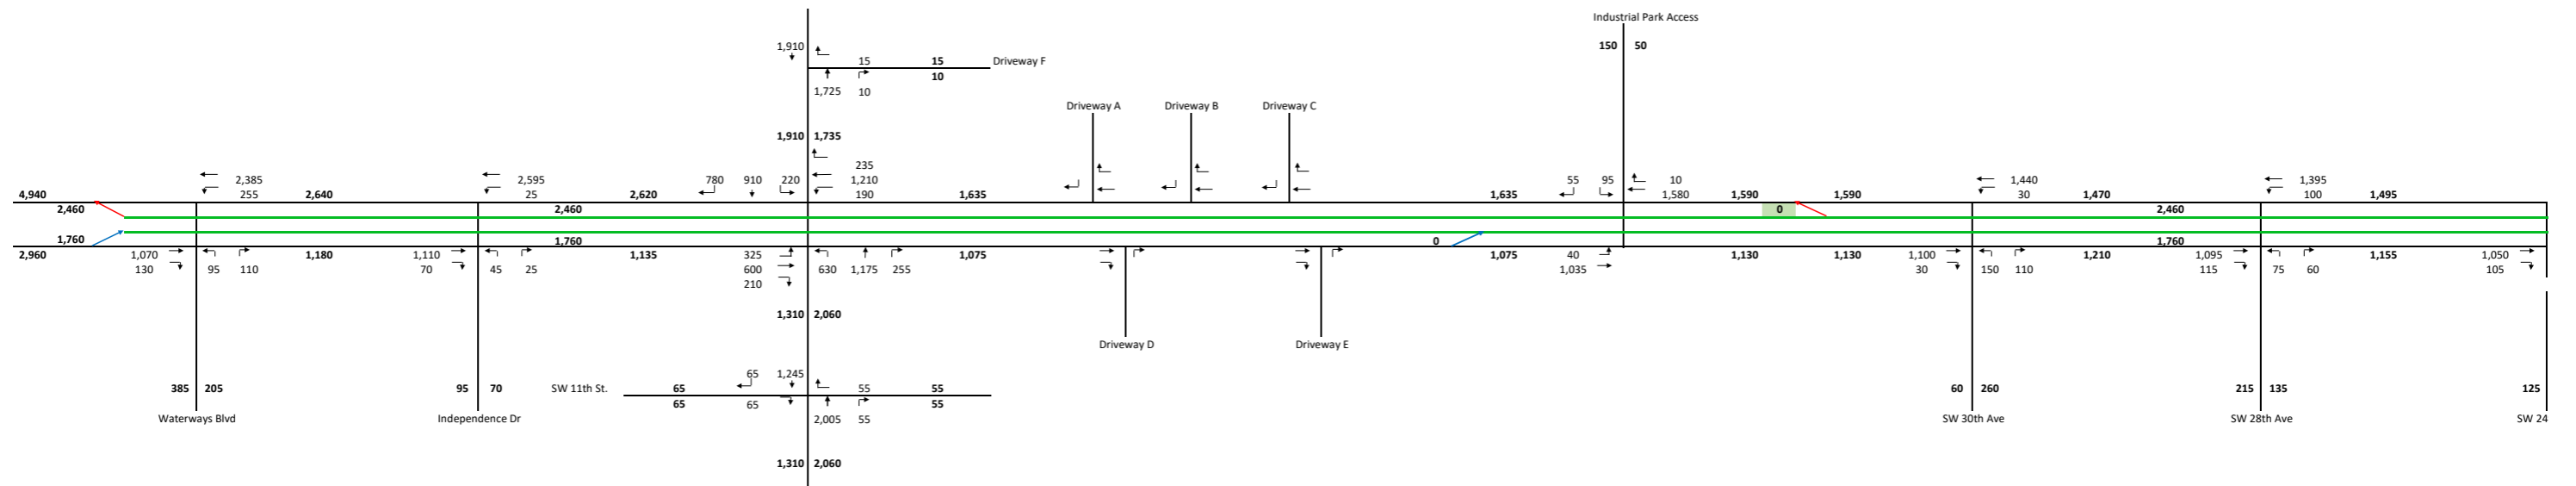 Industrial Park Access
1,910
150 50
15 15 Driveway F
10
1,725 10
Driveway A Driveway B Driveway C
1,910 1,735
235
2,385 2,595 780 910 220 1,210 55 95 10 1,440 1,395
4,940 255 2,640 25 2,620 190 1,635 1,635 1,580 1,590 1,590 30 1,470 100 1,495
2,460 2,460 0 2,460
1,760 1,760 0 1,760
2,960 1,070 1,180 1,110 1,135 325 1,075 1,075 40 1,130 1,130 1,100 1,210 1,095 1,155 1,050
130 95 110 70 45 25 600 630 1,175 255 1,035 30 150 110 115 75 60 105
210
1,310 2,060
Driveway D Driveway E
65 1,245
385 205 95 70 SW 11th St. 65 55 55 60 260 215 135 125
65 65 55
Waterways Blvd Independence Dr 2,005 55 SW 30th Ave SW 28th Ave SW 24
1,310 2,060